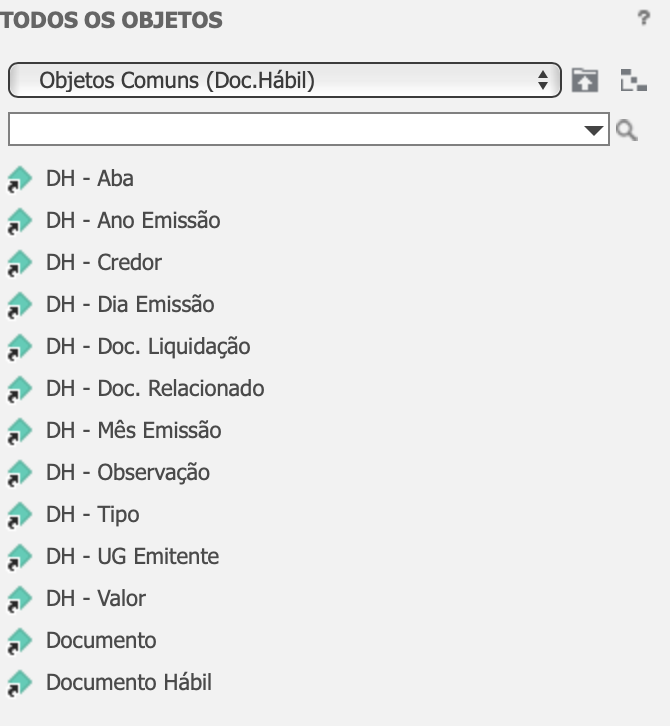 TODOS OS OBJETOS ?
Objetos Comuns (Doc.Hábil)
DH - Aba
DH - Ano Emissão
DH - Credor
DH - Dia Emissão
DH - Doc. Liquidação
DH - Doc. Relacionado
DH - Mês Emissão
DH - Observação
DH - Tipo
DH - UG Emitente
DH - Valor
Documento
Documento Hábil